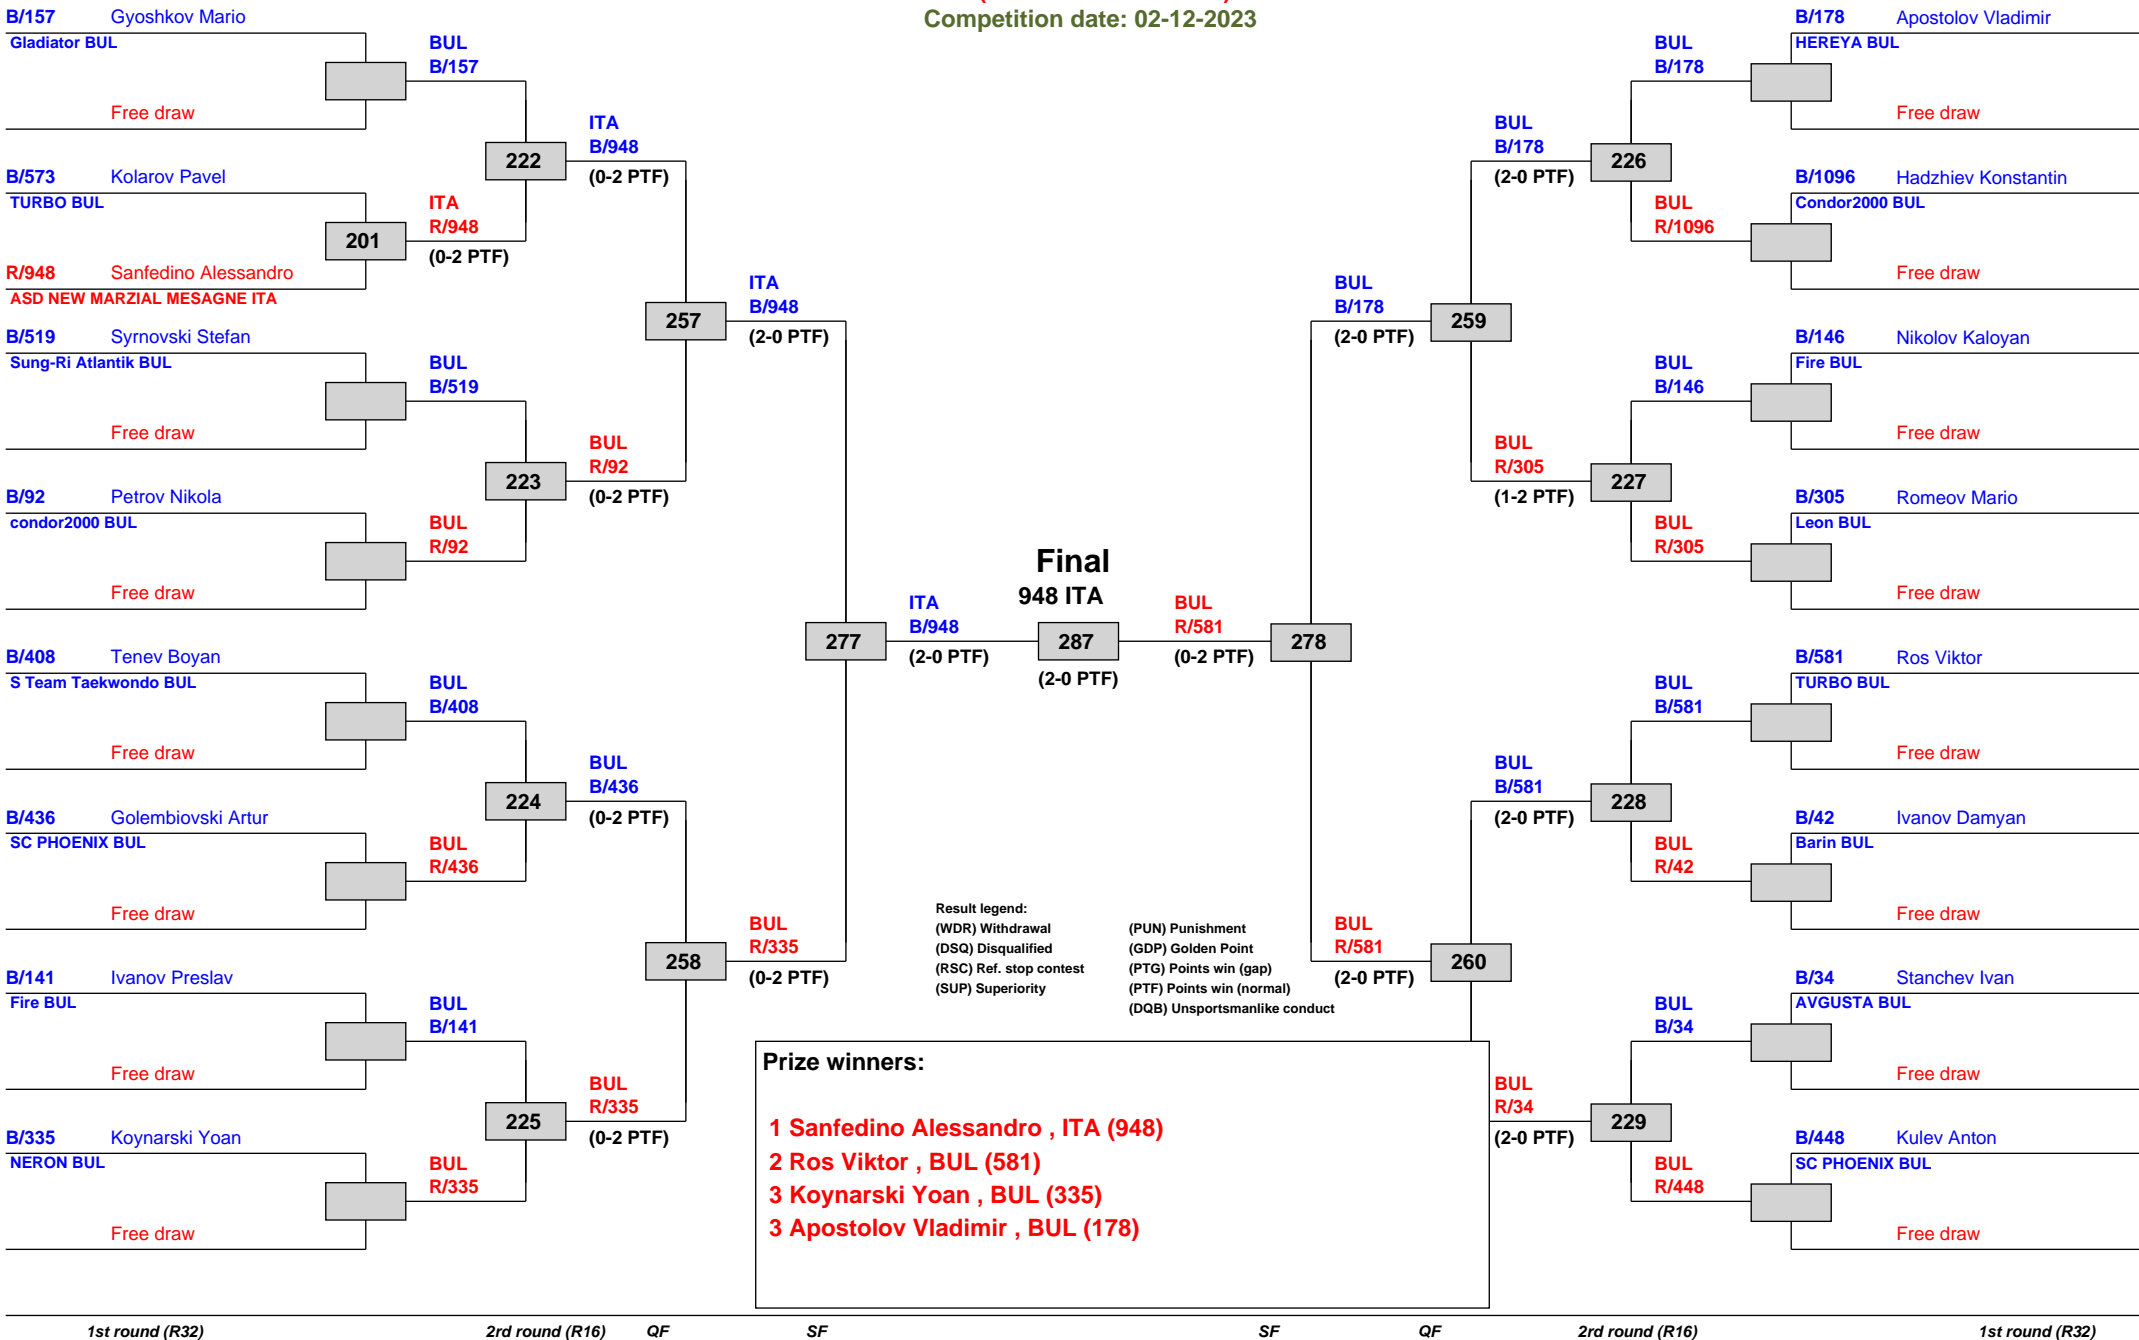 Competition date: 02-12-2023
B/157 Gyoshkov Mario
Gladiator BUL
Free draw
B/573 Kolarov Pavel
TURBO BUL
R/948 Sanfedino Alessandro
ASD NEW MARZIAL MESAGNE ITA
B/519 Syrnovski Stefan
Sung-Ri Atlantik BUL
Free draw
B/92 Petrov Nikola
condor2000 BUL
Free draw
B/408 Tenev Boyan
S Team Taekwondo BUL
Free draw
B/436 Golembiovski Artur
SC PHOENIX BUL
Free draw
B/141 Ivanov Preslav
Fire BUL
Free draw
B/335 Koynarski Yoan
NERON BUL
Free draw
201
BUL
B/157
ITA
R/948
(0-2 PTF)
BUL
B/519
BUL
R/92
BUL
B/408
BUL
R/436
BUL
B/141
BUL
R/335
222
223
224
225
ITA
B/948
(0-2 PTF)
BUL
R/92
(0-2 PTF)
BUL
B/436
(0-2 PTF)
BUL
R/335
(0-2 PTF)
257
258
ITA
B/948
(2-0 PTF)
BUL
R/335
(0-2 PTF)
277
ITA
B/948
(2-0 PTF)
Final
948 ITA
287
(2-0 PTF)
BUL
R/581
(0-2 PTF)
278
BUL
B/178
(2-0 PTF)
BUL
R/581
(2-0 PTF)
259
260
BUL
B/178
(2-0 PTF)
BUL
R/305
(1-2 PTF)
BUL
B/581
(2-0 PTF)
BUL
R/34
(2-0 PTF)
226
227
228
229
BUL
B/178
BUL
R/1096
BUL
B/146
BUL
R/305
BUL
B/581
BUL
R/42
BUL
B/34
BUL
R/448
B/178 Apostolov Vladimir
HEREYA BUL
Free draw
B/1096 Hadzhiev Konstantin
Condor2000 BUL
Free draw
B/146 Nikolov Kaloyan
Fire BUL
Free draw
B/305 Romeov Mario
Leon BUL
Free draw
B/581 Ros Viktor
TURBO BUL
Free draw
B/42 Ivanov Damyan
Barin BUL
Free draw
B/34 Stanchev Ivan
AVGUSTA BUL
Free draw
B/448 Kulev Anton
SC PHOENIX BUL
Free draw
Result legend:
(WDR) Withdrawal (PUN) Punishment
(DSQ) Disqualified (GDP) Golden Point
(RSC) Ref. stop contest (PTG) Points win (gap)
(SUP) Superiority (PTF) Points win (normal)
(DQB) Unsportsmanlike conduct
Prize winners:
1 Sanfedino Alessandro , ITA (948)
2 Ros Viktor , BUL (581)
3 Koynarski Yoan , BUL (335)
3 Apostolov Vladimir , BUL (178)
1st round (R32) 2rd round (R16) QF SF SF QF 2rd round (R16) 1st round (R32)